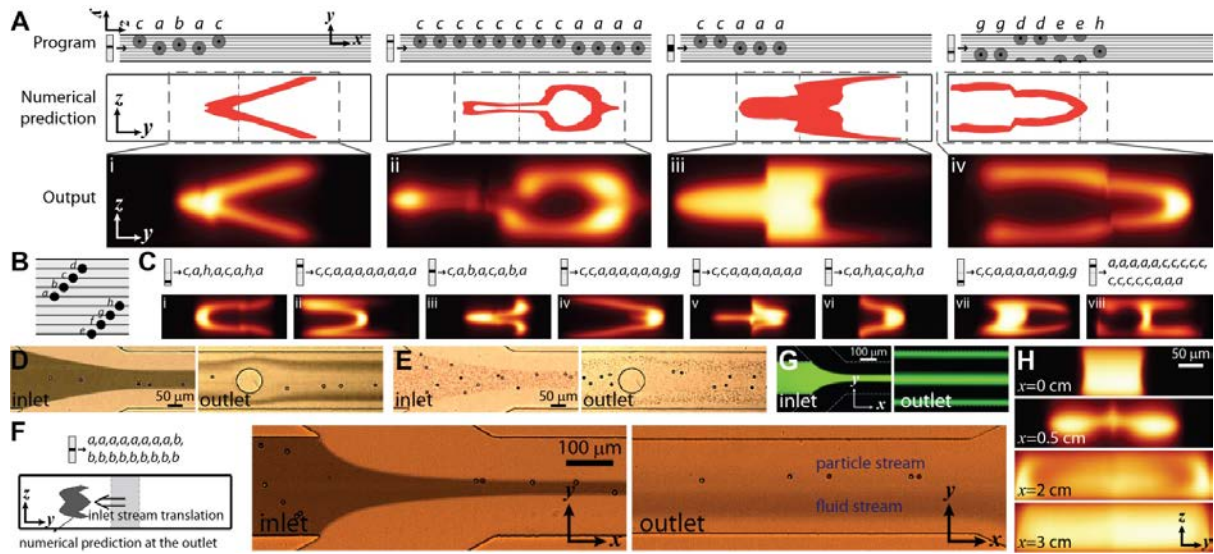 A
y
z
x
c a b a c
y
x
c c c c c c c c a a a a
c c a a a
g g d d e e h
Program
Numerical
prediction
z
y
i
ii
iii
iv
Output
z
y
B
a b c d
e f g h
C
→c,a,h,a,c,a,h,a
→c,c,a,a,a,a,a,a,a
→c,a,b,a,c,a,b,a
→c,c,a,a,a,a,a,g,g
→c,c,a,a,a,a,a,a
→c,a,h,a,c,a,h,a
→c,c,a,a,a,a,a,a,g,g
→a,a,a,a,a,c,c,c,c,c,
c,c,c,c,c,a,a,a
i
ii
iii
iv
v
vi
vii
viii
D
inlet
50 μm
outlet
E
inlet
50 μm
outlet
G
100 μm
y
x
inlet
outlet
H
50 μm
x=0 cm
x=0.5 cm
x=2 cm
x=3 cm
z
y
F
→a,a,a,a,a,a,a,a,b,
b,b,b,b,b,b,b,b,b
z
y
inlet stream translation
numerical prediction at the outlet
inlet
100 μm
y
x
particle stream
fluid stream
outlet
y
x